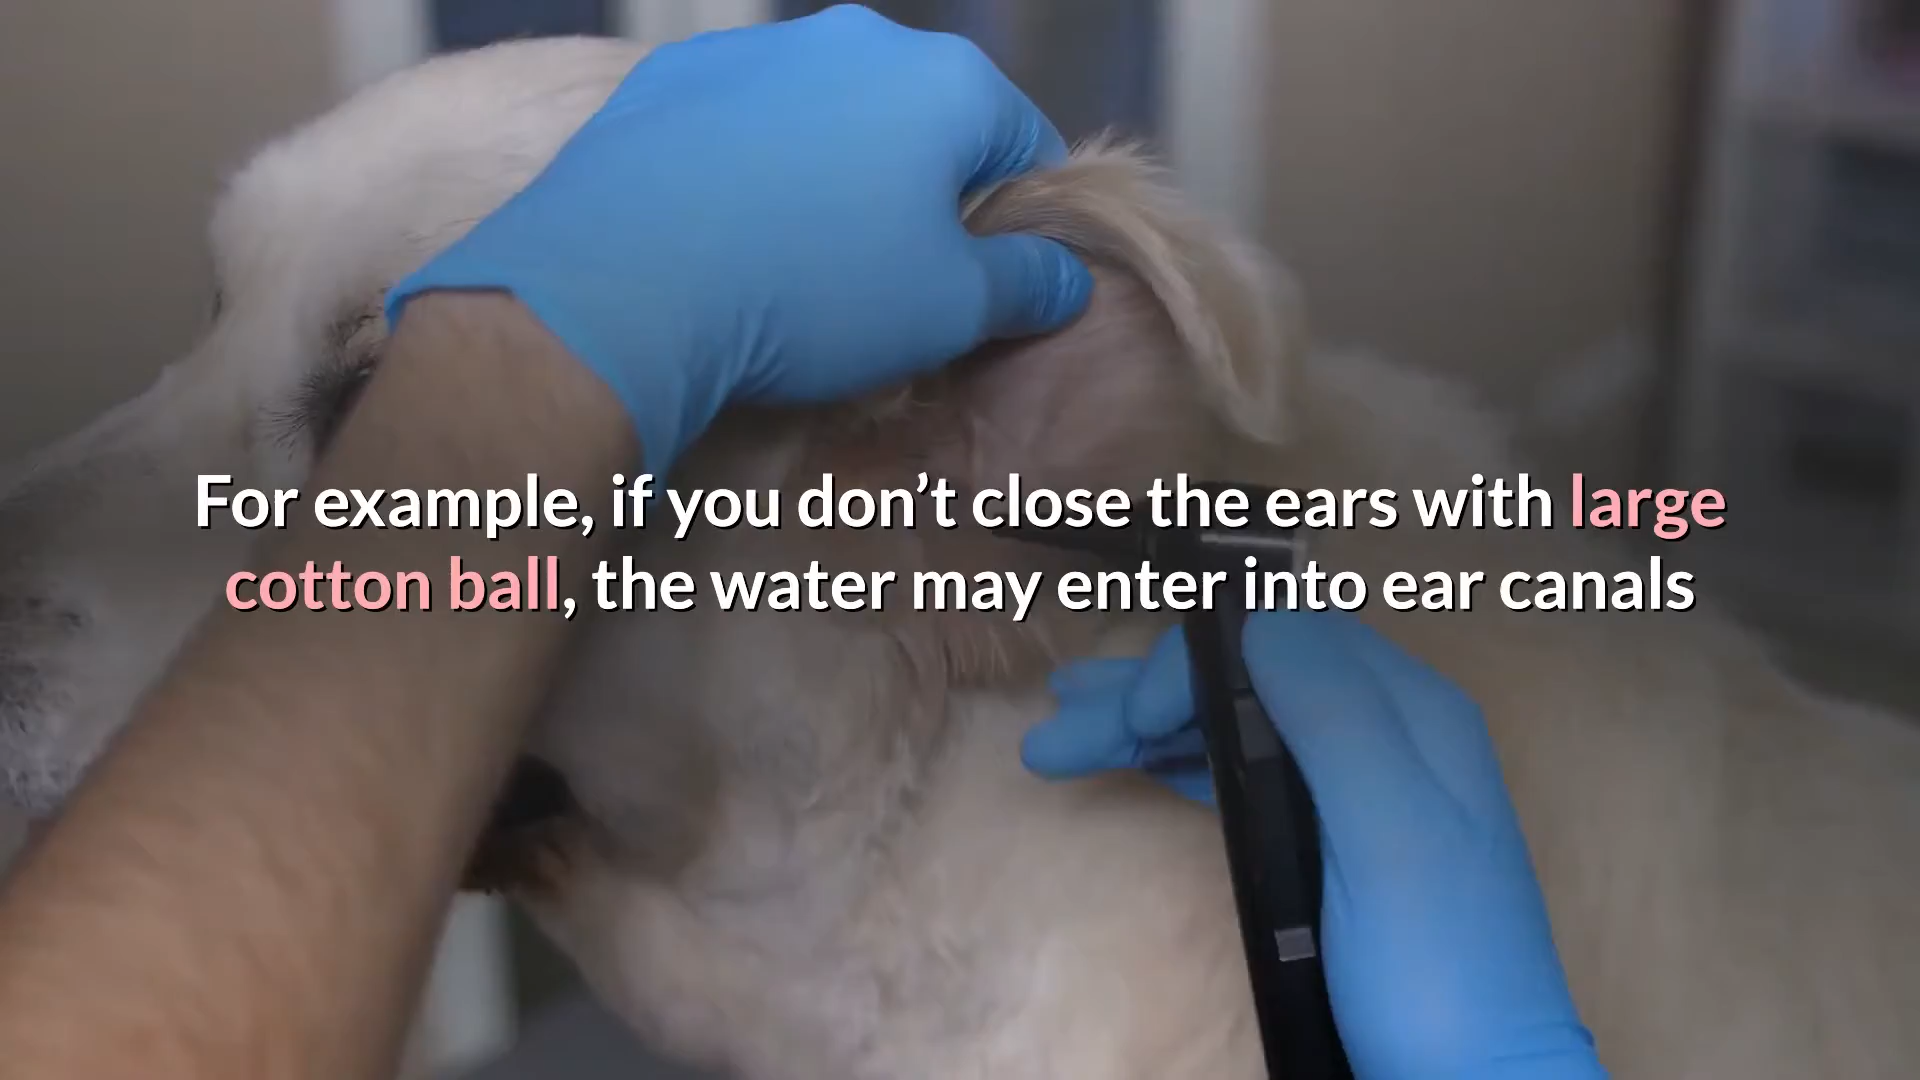 For example, if you don’t close the ears with large
cotton ball, the water may enter into ear canals